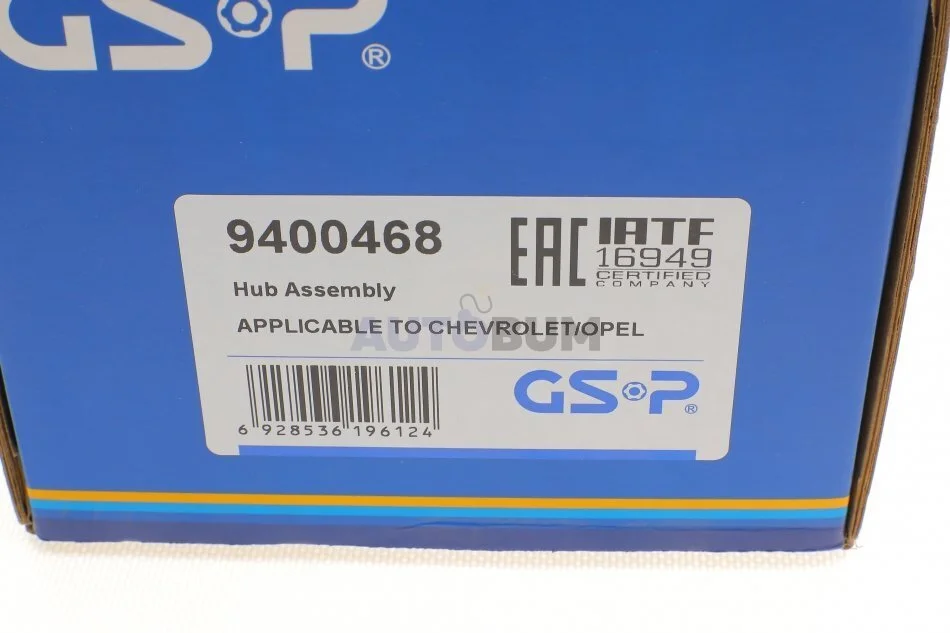 GS·P®
9400468
EAC
IATF
16949
CERTIFIED
COMPANY
Hub Assembly
APPLICABLE TO CHEVROLET/OPEL
AUTOBUM
GS·P®
6 928536 196124